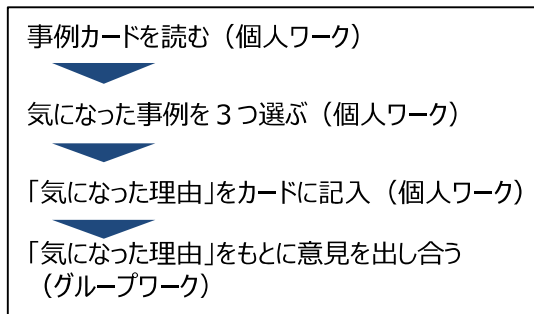 事例カードを読む（個人ワーク）
気になった事例を３つ選ぶ（個人ワーク）
「気になった理由」をカードに記入（個人ワーク）
「気になった理由」をもとに意見を出し合う
（グループワーク）